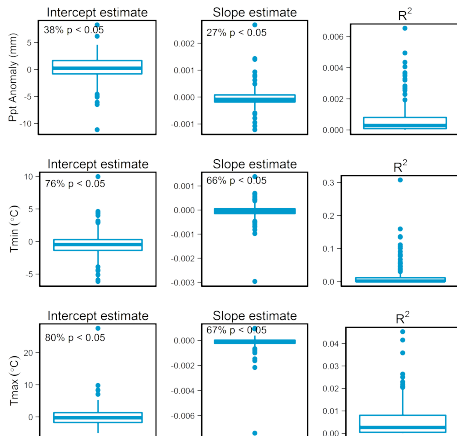 Intercept estimate
Slope estimate
R²
Ppt Anomaly (mm)
38% p < 0.05
27% p < 0.05
5
0
-5
-10
0.002
0.001
0.000
-0.001
0.006
0.004
0.002
0.000
Intercept estimate
Slope estimate
R²
Tmin (°C)
76% p < 0.05
66% p < 0.05
10
5
0
-5
0.001
0.000
-0.001
-0.002
-0.003
0.3
0.2
0.1
0.0
Intercept estimate
Slope estimate
R²
Tmax (°C)
80% p < 0.05
67% p < 0.05
20
10
0
0.000
-0.002
-0.004
-0.006
0.04
0.03
0.02
0.01
0.00